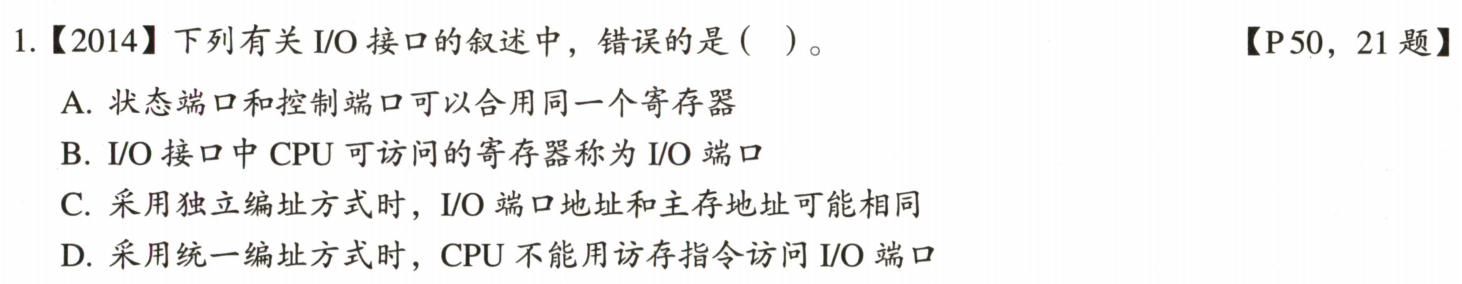 1.【2014】下列有关 I/O 接口的叙述中，错误的是（　）。 【P50，21 题】
A. 状态端口和控制端口可以合用同一个寄存器
B. I/O 接口中 CPU 可访问的寄存器称为 I/O 端口
C. 采用独立编址方式时，I/O 端口地址和主存地址可能相同
D. 采用统一编址方式时，CPU 不能用访存指令访问 I/O 端口